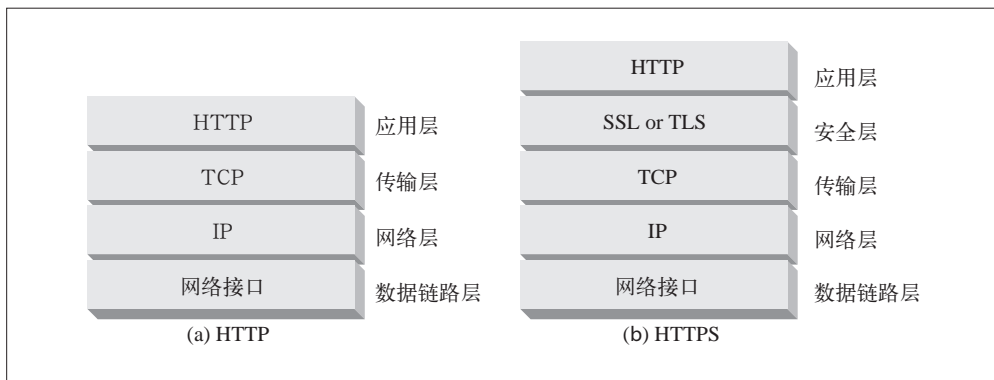 HTTP 应用层
TCP 传输层
IP 网络层
网络接口 数据链路层
(a) HTTP
HTTP 应用层
SSL or TLS 安全层
TCP 传输层
IP 网络层
网络接口 数据链路层
(b) HTTPS